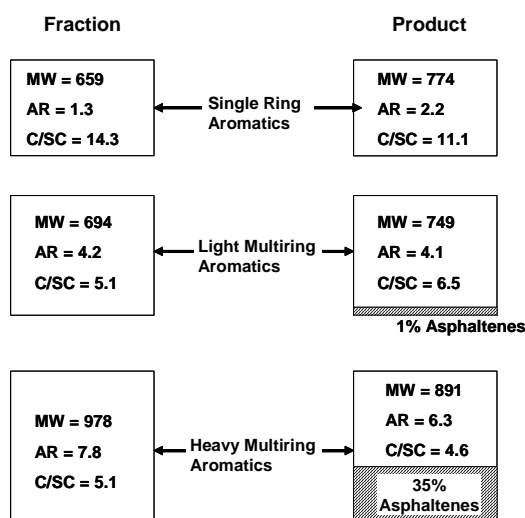 Fraction
Product
MW = 659
AR = 1.3
C/SC = 14.3
Single Ring
Aromatics
MW = 774
AR = 2.2
C/SC = 11.1
MW = 694
AR = 4.2
C/SC = 5.1
Light Multiring
Aromatics
MW = 749
AR = 4.1
C/SC = 6.5
1% Asphaltenes
MW = 978
AR = 7.8
C/SC = 5.1
Heavy Multiring
Aromatics
MW = 891
AR = 6.3
C/SC = 4.6
35%
Asphaltenes